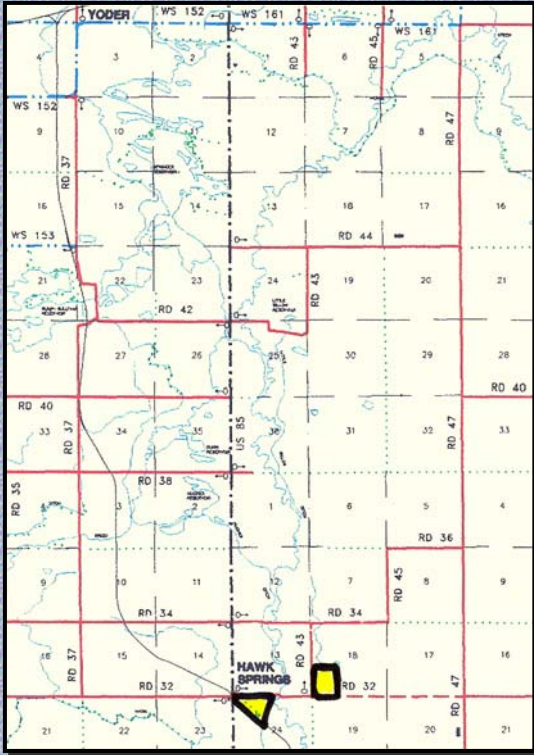 YODER
WS 152
WS 161
RD 43
RD 45
WS 161
4
3
2
6
5
4
WS 152
9
10
11
12
7
8
9
RD 37
RD 47
16
15
14
13
18
17
16
WS 153
RD 44
21
22
23
24
RD 43
19
20
21
RD 42
28
27
26
25
30
29
28
RD 40
RD 40
33
RD 37
34
35
US 85
36
31
32
RD 47
33
RD 38
RD 35
3
2
1
6
5
4
RD 36
9
10
11
12
7
RD 45
8
9
RD 34
RD 34
16
RD 37
15
14
13
RD 43
18
17
16
HAWK
SPRINGS
RD 32
RD 32
RD 47
21
22
23
24
19
20
21